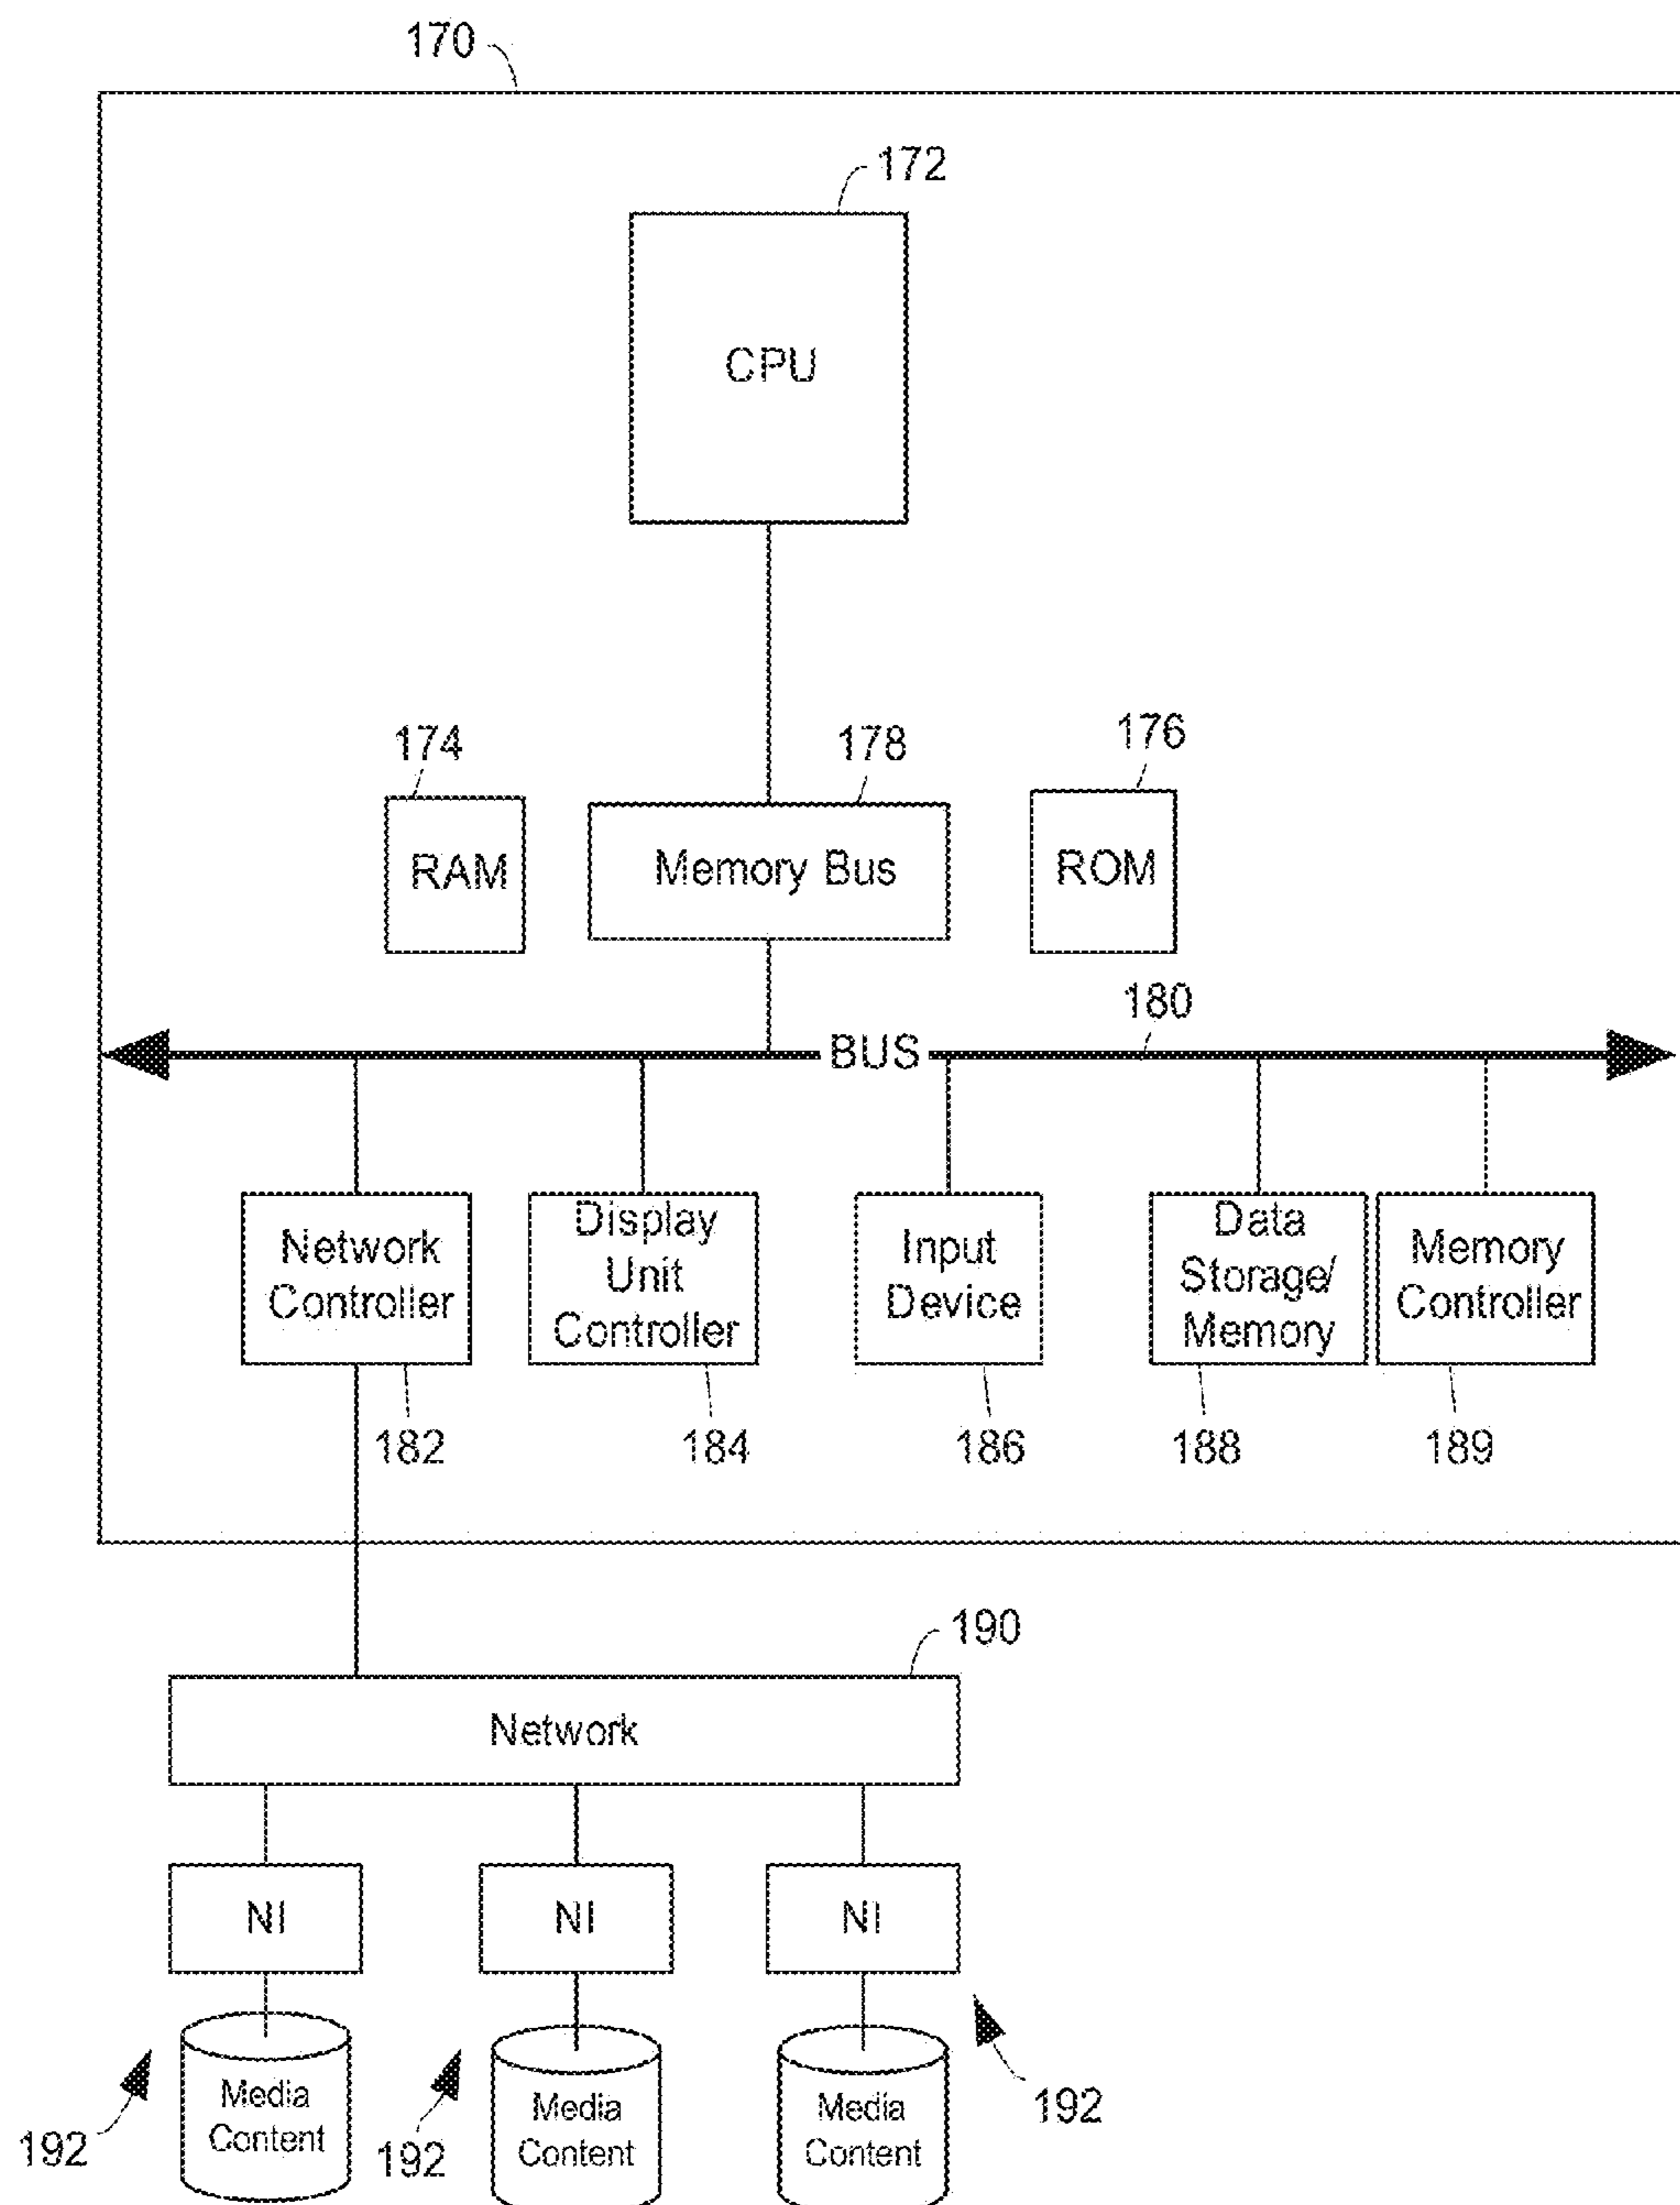 170
172
CPU
174
178
176
RAM
Memory Bus
ROM
180
BUS
Network
Controller
Display
Unit
Controller
Input
Device
Data
Storage/
Memory
Memory
Controller
182
184
186
188
189
190
Network
NI
NI
NI
Media
Content
Media
Content
Media
Content
192
192
192